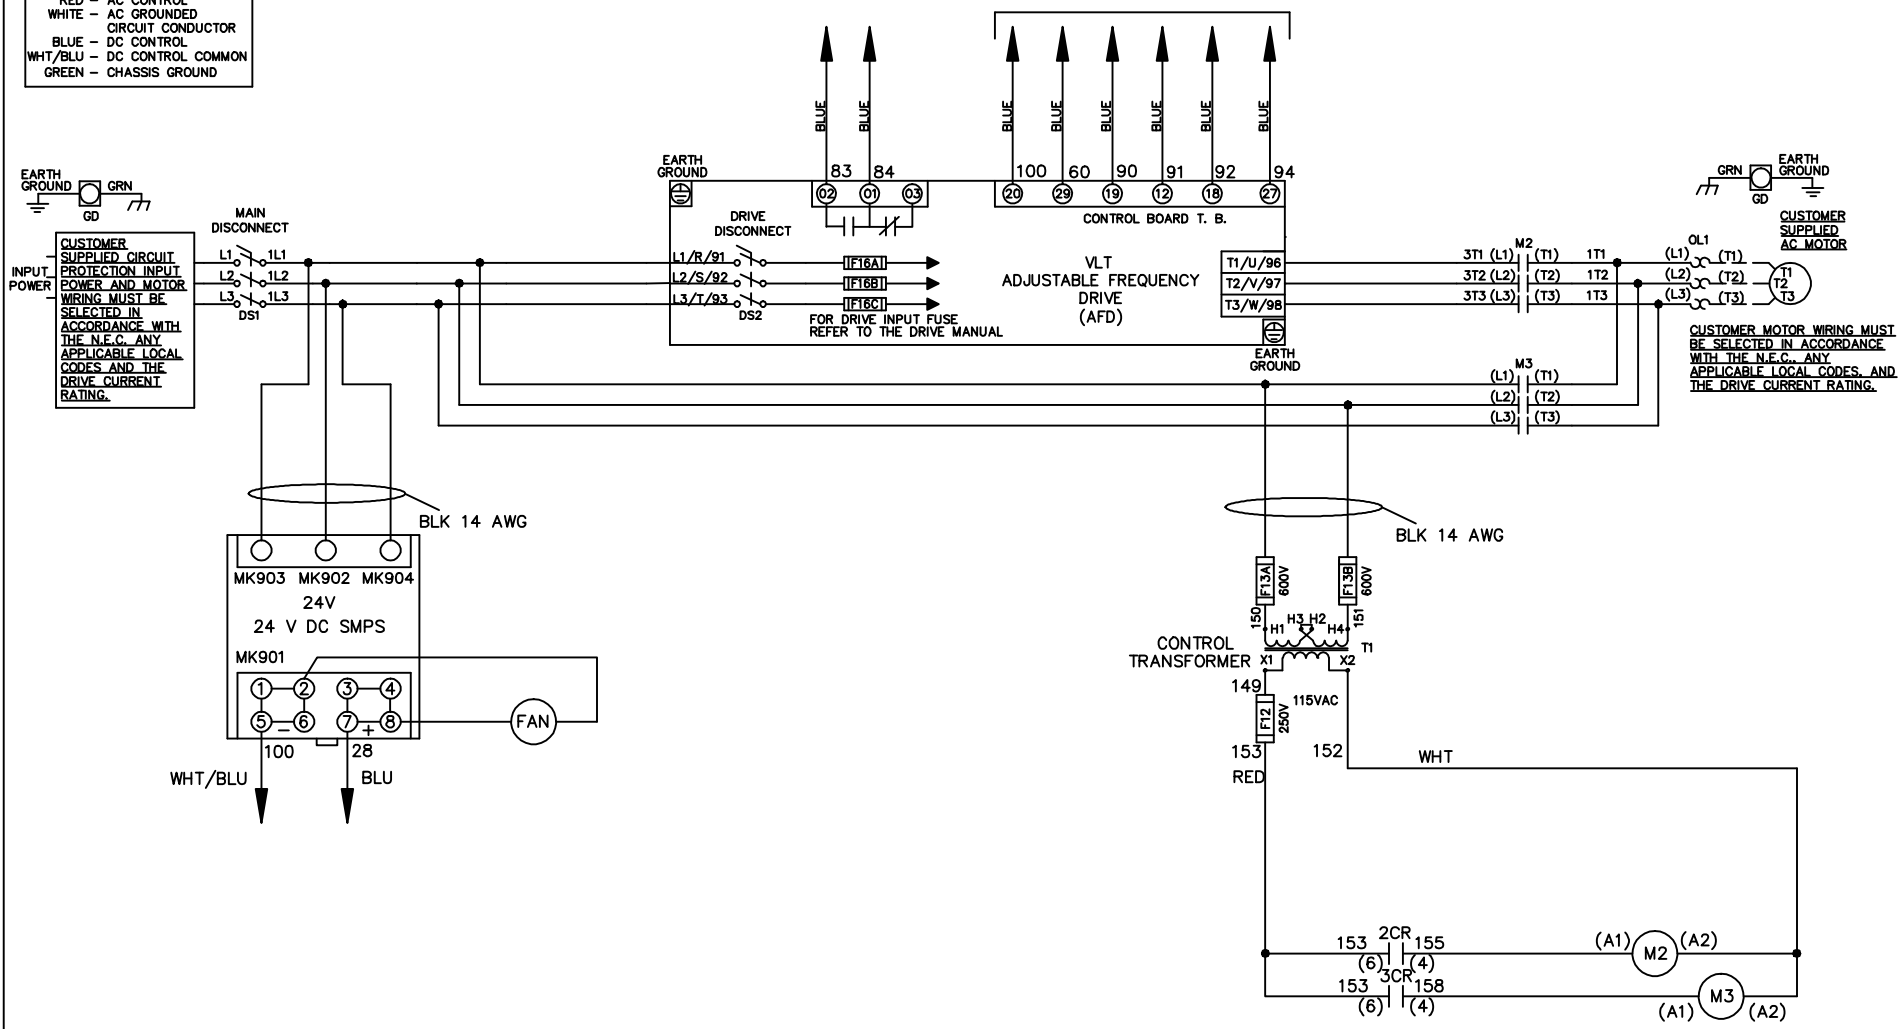 RED – AC CONTROL
WHITE – AC GROUNDED
CIRCUIT CONDUCTOR
BLUE – DC CONTROL
WHT/BLU – DC CONTROL COMMON
GREEN – CHASSIS GROUND
BLUE
BLUE
BLUE
BLUE
BLUE
BLUE
BLUE
BLUE
83 84
100 60 90 91 92 94
02 01 03
20 29 19 12 18 27
CONTROL BOARD T. B.
EARTH
GROUND
GRN
GD
EARTH
GROUND
GRN
EARTH
GROUND
GD
CUSTOMER
SUPPLIED
AC MOTOR
MAIN
DISCONNECT
DRIVE
DISCONNECT
INPUT
POWER
CUSTOMER
SUPPLIED CIRCUIT
PROTECTION INPUT
POWER AND MOTOR
WIRING MUST BE
SELECTED IN
ACCORDANCE WITH
THE N.E.C. ANY
APPLICABLE LOCAL
CODES AND THE
DRIVE CURRENT
RATING.
L1 1L1
L2 1L2
L3 1L3
DS1
L1/R/91
L2/S/92
L3/T/93
DS2
F16A
F16B
F16C
FOR DRIVE INPUT FUSE
REFER TO THE DRIVE MANUAL
VLT
ADJUSTABLE FREQUENCY
DRIVE
(AFD)
T1/U/96
T2/V/97
T3/W/98
EARTH
GROUND
M2
3T1 (L1) (T1) 1T1
3T2 (L2) (T2) 1T2
3T3 (L3) (T3) 1T3
OL1
(L1) (T1)
(L2) (T2)
(L3) (T3)
T1
T2
T3
CUSTOMER MOTOR WIRING MUST
BE SELECTED IN ACCORDANCE
WITH THE N.E.C., ANY
APPLICABLE LOCAL CODES, AND
THE DRIVE CURRENT RATING.
M3
(L1) (T1)
(L2) (T2)
(L3) (T3)
BLK 14 AWG
BLK 14 AWG
MK903 MK902 MK904
24V
24 V DC SMPS
MK901
1 2 3 4
5 6 7 8
– +
FAN
100 28
WHT/BLU BLU
F13A
600V
F13B
600V
150
151
H1 H3 H2 H4
CONTROL
TRANSFORMER
T1
X1 X2
149
115VAC
F12
250V
153 152
RED
WHT
2CR
153 155
(6) (4)
(A1) M2 (A2)
3CR
153 158
(6) (4)
(A1) M3 (A2)